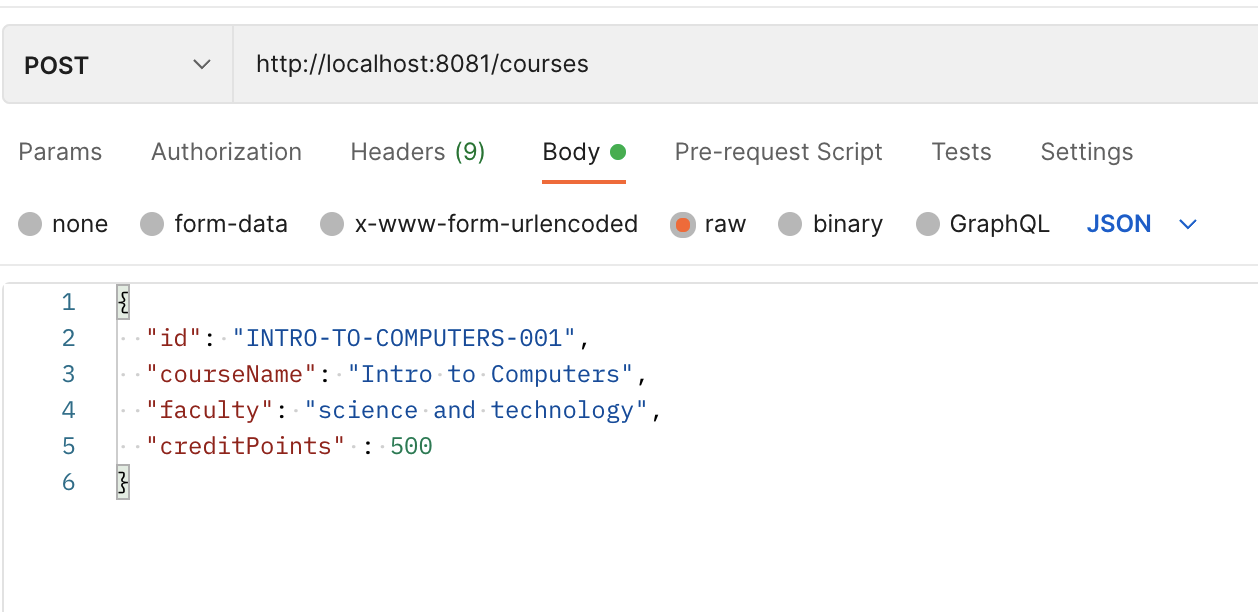 POST http://localhost:8081/courses
Params Authorization Headers (9) Body Pre-request Script Tests Settings
none form-data x-www-form-urlencoded raw binary GraphQL JSON
1 {
2 "id": "INTRO-TO-COMPUTERS-001",
3 "courseName": "Intro to Computers",
4 "faculty": "science and technology",
5 "creditPoints" : 500
6 }